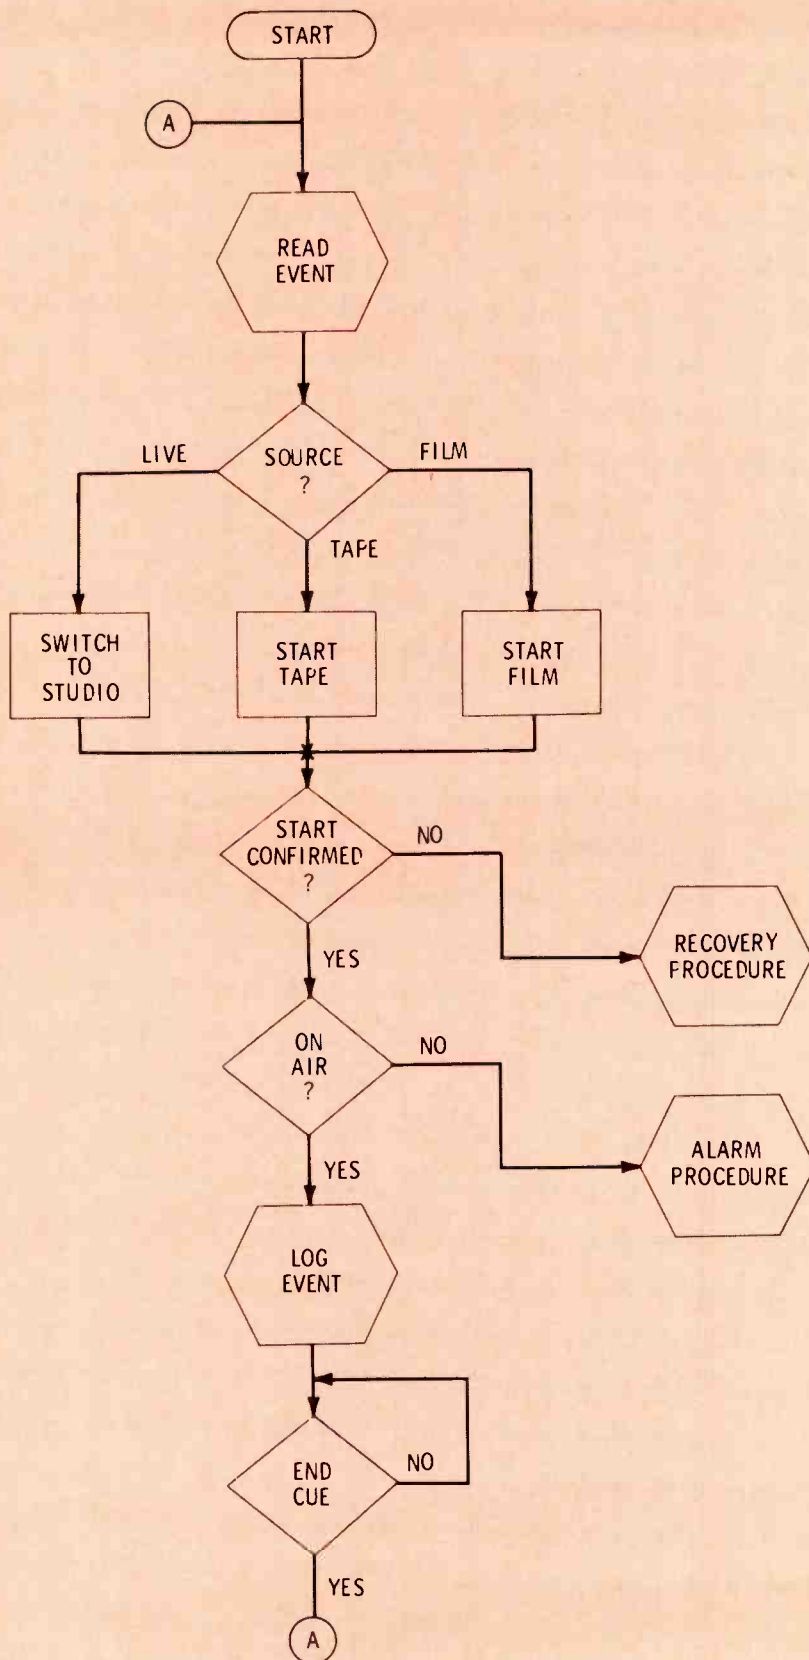 START
A
READ
EVENT
LIVE
SOURCE
?
FILM
TAPE
SWITCH
TO
STUDIO
START
TAPE
START
FILM
START
CONFIRMED
?
NO
RECOVERY
PROCEDURE
YES
ON
AIR
?
NO
ALARM
PROCEDURE
YES
LOG
EVENT
END
CUE
NO
YES
A